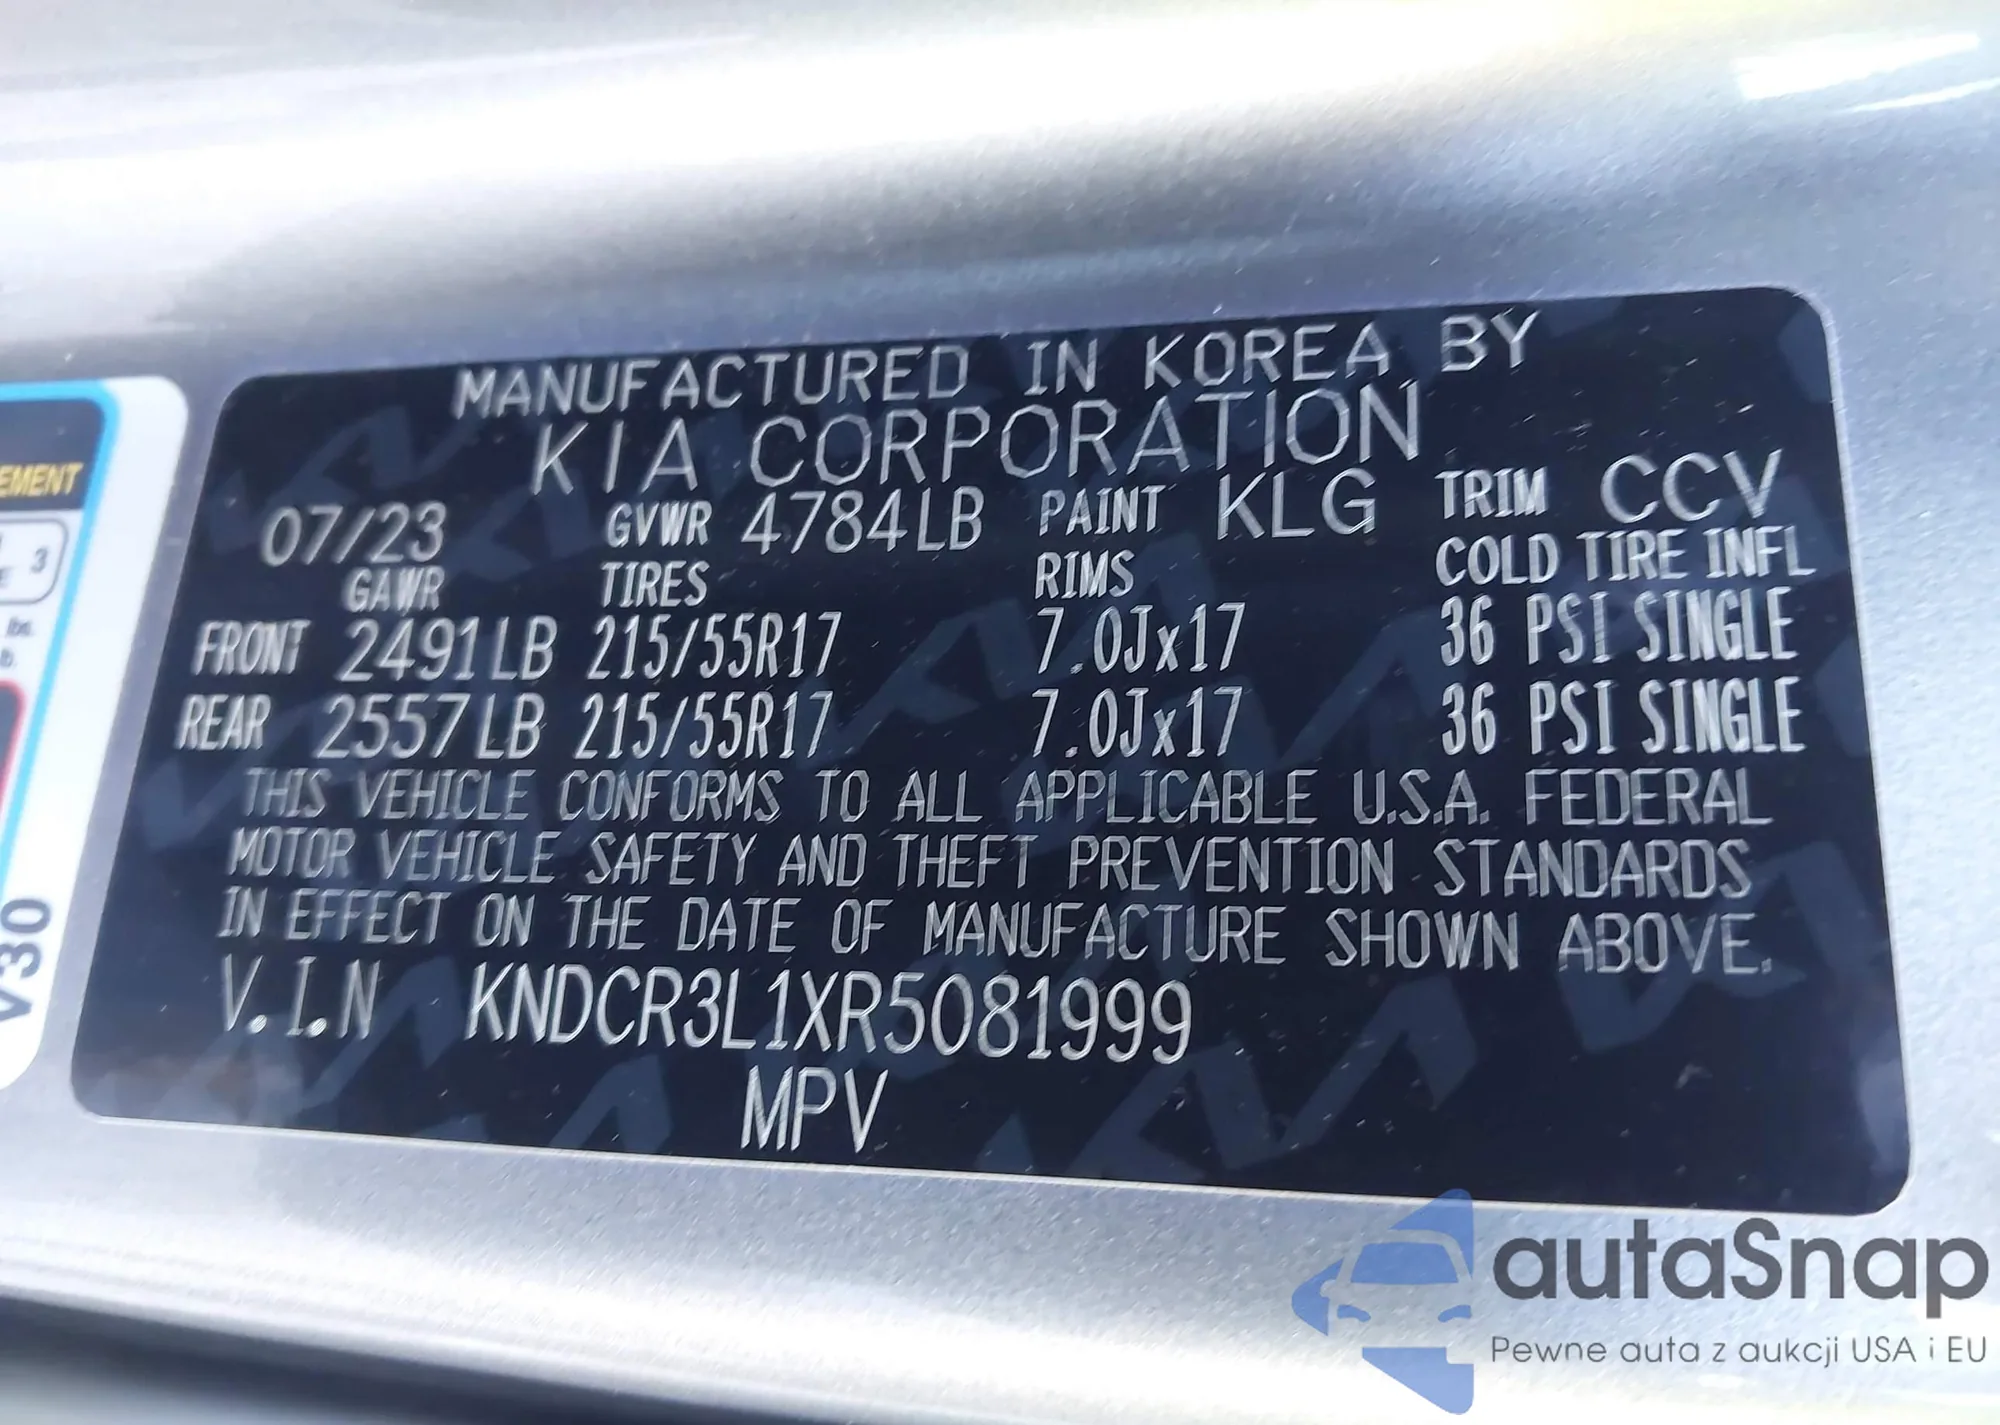 MANUFACTURED IN KOREA BY
KIA CORPORATION
07/23 GVWR 4784LB PAINT KLG TRIM CCV
GAWR TIRES RIMS COLD TIRE INFL
FRONT 2491LB 215/55R17 7.0Jx17 36 PSI SINGLE
REAR 2557LB 215/55R17 7.0Jx17 36 PSI SINGLE
THIS VEHICLE CONFORMS TO ALL APPLICABLE U.S.A. FEDERAL
MOTOR VEHICLE SAFETY AND THEFT PREVENTION STANDARDS
IN EFFECT ON THE DATE OF MANUFACTURE SHOWN ABOVE.
V.I.N KNDCR3L1XR5081999
MPV
EMENT
3
lbs.
V30
autaSnap
Pewne auta z aukcji USA i EU